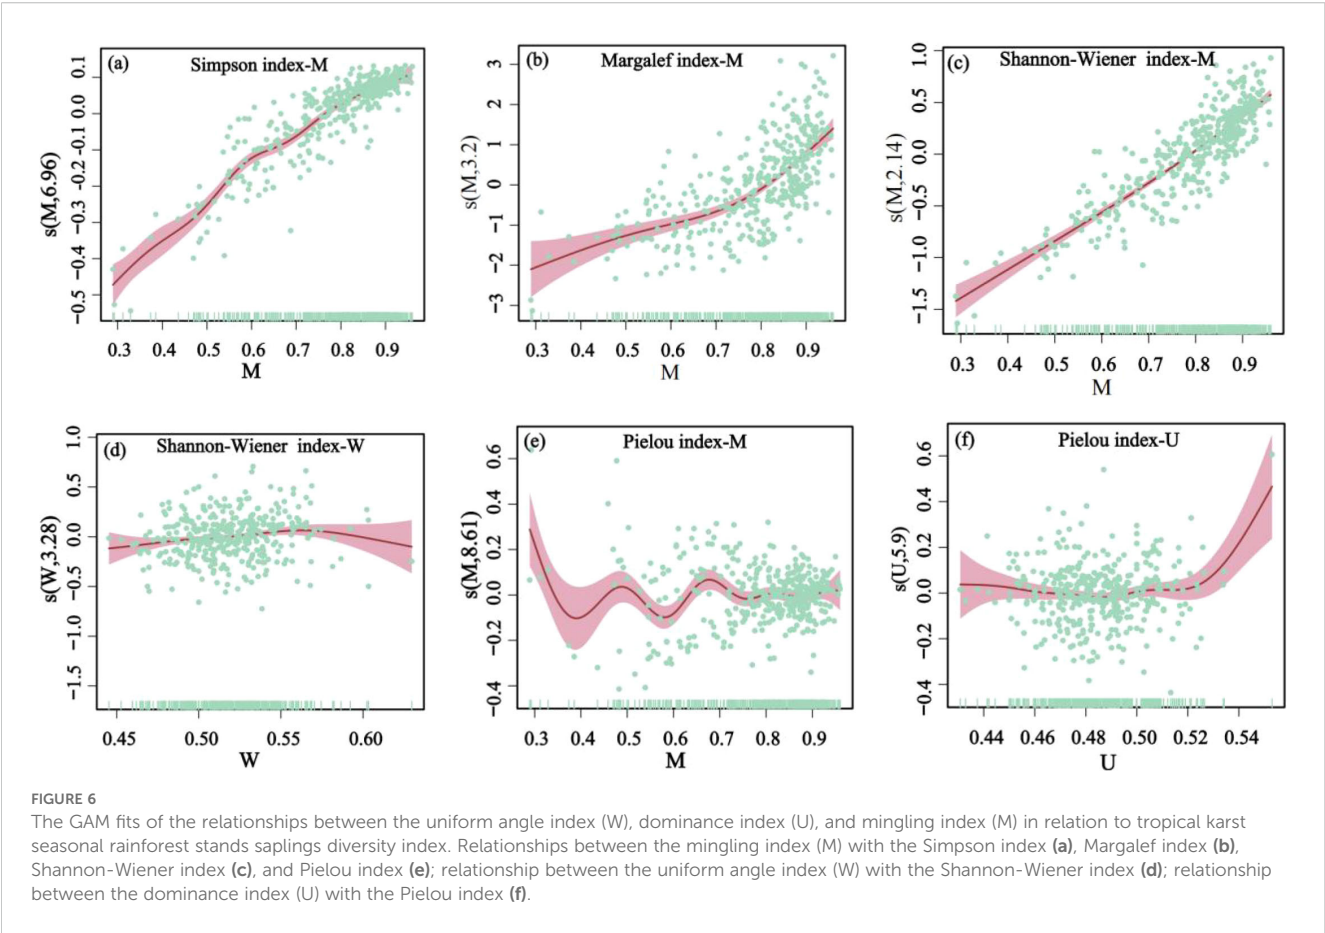 (a) Simpson index-M
s(M,6.96)
0.1
0.0
−0.1
−0.2
−0.3
−0.4
−0.5
0.3 0.4 0.5 0.6 0.7 0.8 0.9
M
(b) Margalef index-M
s(M,3.2)
3
2
1
0
−1
−2
−3
0.3 0.4 0.5 0.6 0.7 0.8 0.9
M
(c) Shannon-Wiener index-M
s(M,2.14)
1.0
0.5
0.0
−0.5
−1.0
−1.5
0.3 0.4 0.5 0.6 0.7 0.8 0.9
M
(d) Shannon-Wiener index-W
s(W,3.28)
1.0
0.5
0.0
−0.5
−1.0
−1.5
0.45 0.50 0.55 0.60
W
(e) Pielou index-M
s(M,8.61)
0.6
0.4
0.2
0.0
−0.2
−0.4
0.3 0.4 0.5 0.6 0.7 0.8 0.9
M
(f) Pielou index-U
s(U,5.9)
0.6
0.4
0.2
0.0
−0.2
−0.4
0.44 0.46 0.48 0.50 0.52 0.54
U
FIGURE 6
The GAM fits of the relationships between the uniform angle index (W), dominance index (U), and mingling index (M) in relation to tropical karst
seasonal rainforest stands saplings diversity index. Relationships between the mingling index (M) with the Simpson index (a), Margalef index (b),
Shannon-Wiener index (c), and Pielou index (e); relationship between the uniform angle index (W) with the Shannon-Wiener index (d); relationship
between the dominance index (U) with the Pielou index (f).